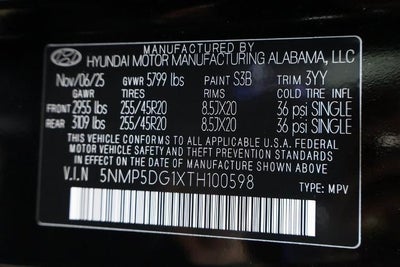 MANUFACTURED BY
HYUNDAI MOTOR MANUFACTURING ALABAMA, LLC
Nov/06/25 GVWR 5799 lbs PAINT S3B TRIM 3YY
GAWR TIRES RIMS COLD TIRE INFL
FRONT 2955 lbs 255/45R20 8.5JX20 36 psi SINGLE
REAR 3109 lbs 255/45R20 8.5JX20 36 psi SINGLE
THIS VEHICLE CONFORMS TO ALL APPLICABLE U.S.A. FEDERAL
MOTOR VEHICLE SAFETY AND THEFT PREVENTION STANDARDS
IN EFFECT ON THE DATE OF MANUFACTURE SHOWN ABOVE.
V.I.N 5NMP5DG1XTH100598 TYPE: MPV